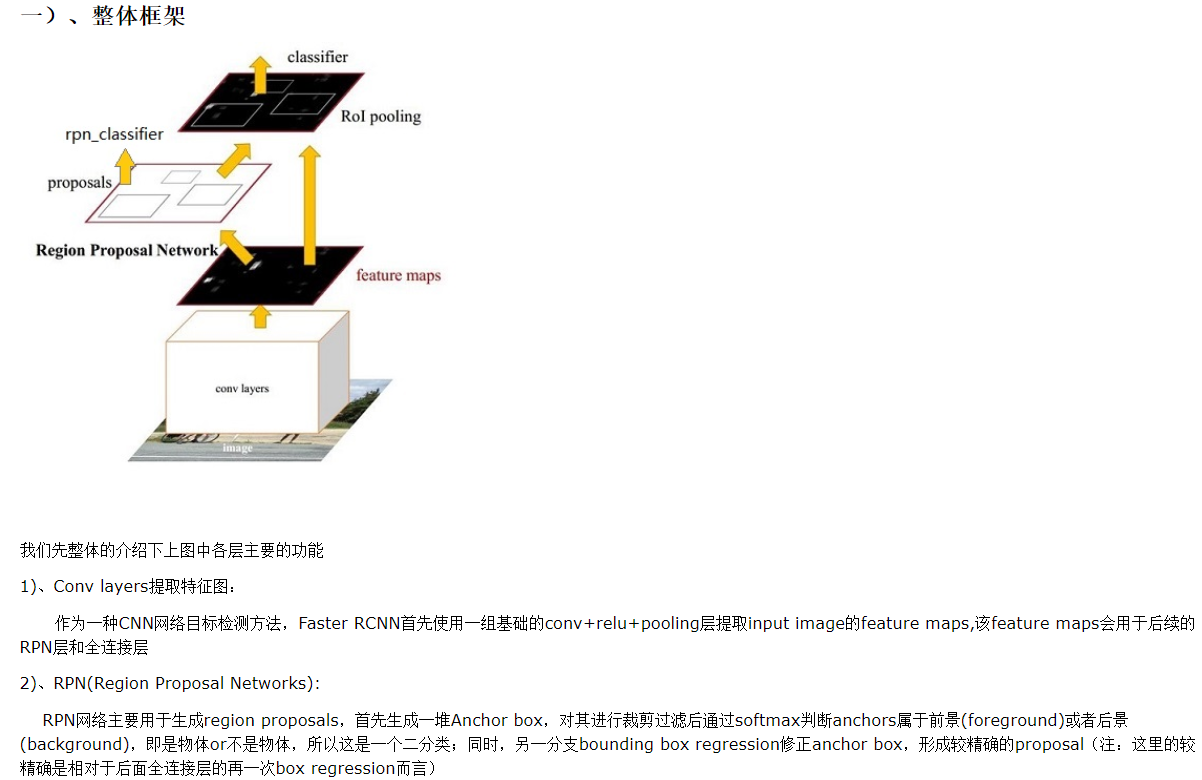 一）、整体框架
classifier
RoI pooling
rpn_classifier
proposals
Region Proposal Network
feature maps
conv layers
image
我们先整体的介绍下上图中各层主要的功能
1)、Conv layers提取特征图：
作为一种CNN网络目标检测方法，Faster RCNN首先使用一组基础的conv+relu+pooling层提取input image的feature maps,该feature maps会用于后续的
RPN层和全连接层
2)、RPN(Region Proposal Networks)：
RPN网络主要用于生成region proposals，首先生成一堆Anchor box，对其进行裁剪过滤后通过softmax判断anchors属于前景(foreground)或者后景
(background)，即是物体or不是物体，所以这是一个二分类；同时，另一分支bounding box regression修正anchor box，形成较精确的proposal（注：这里的较
精确是相对于后面全连接层的再一次box regression而言）